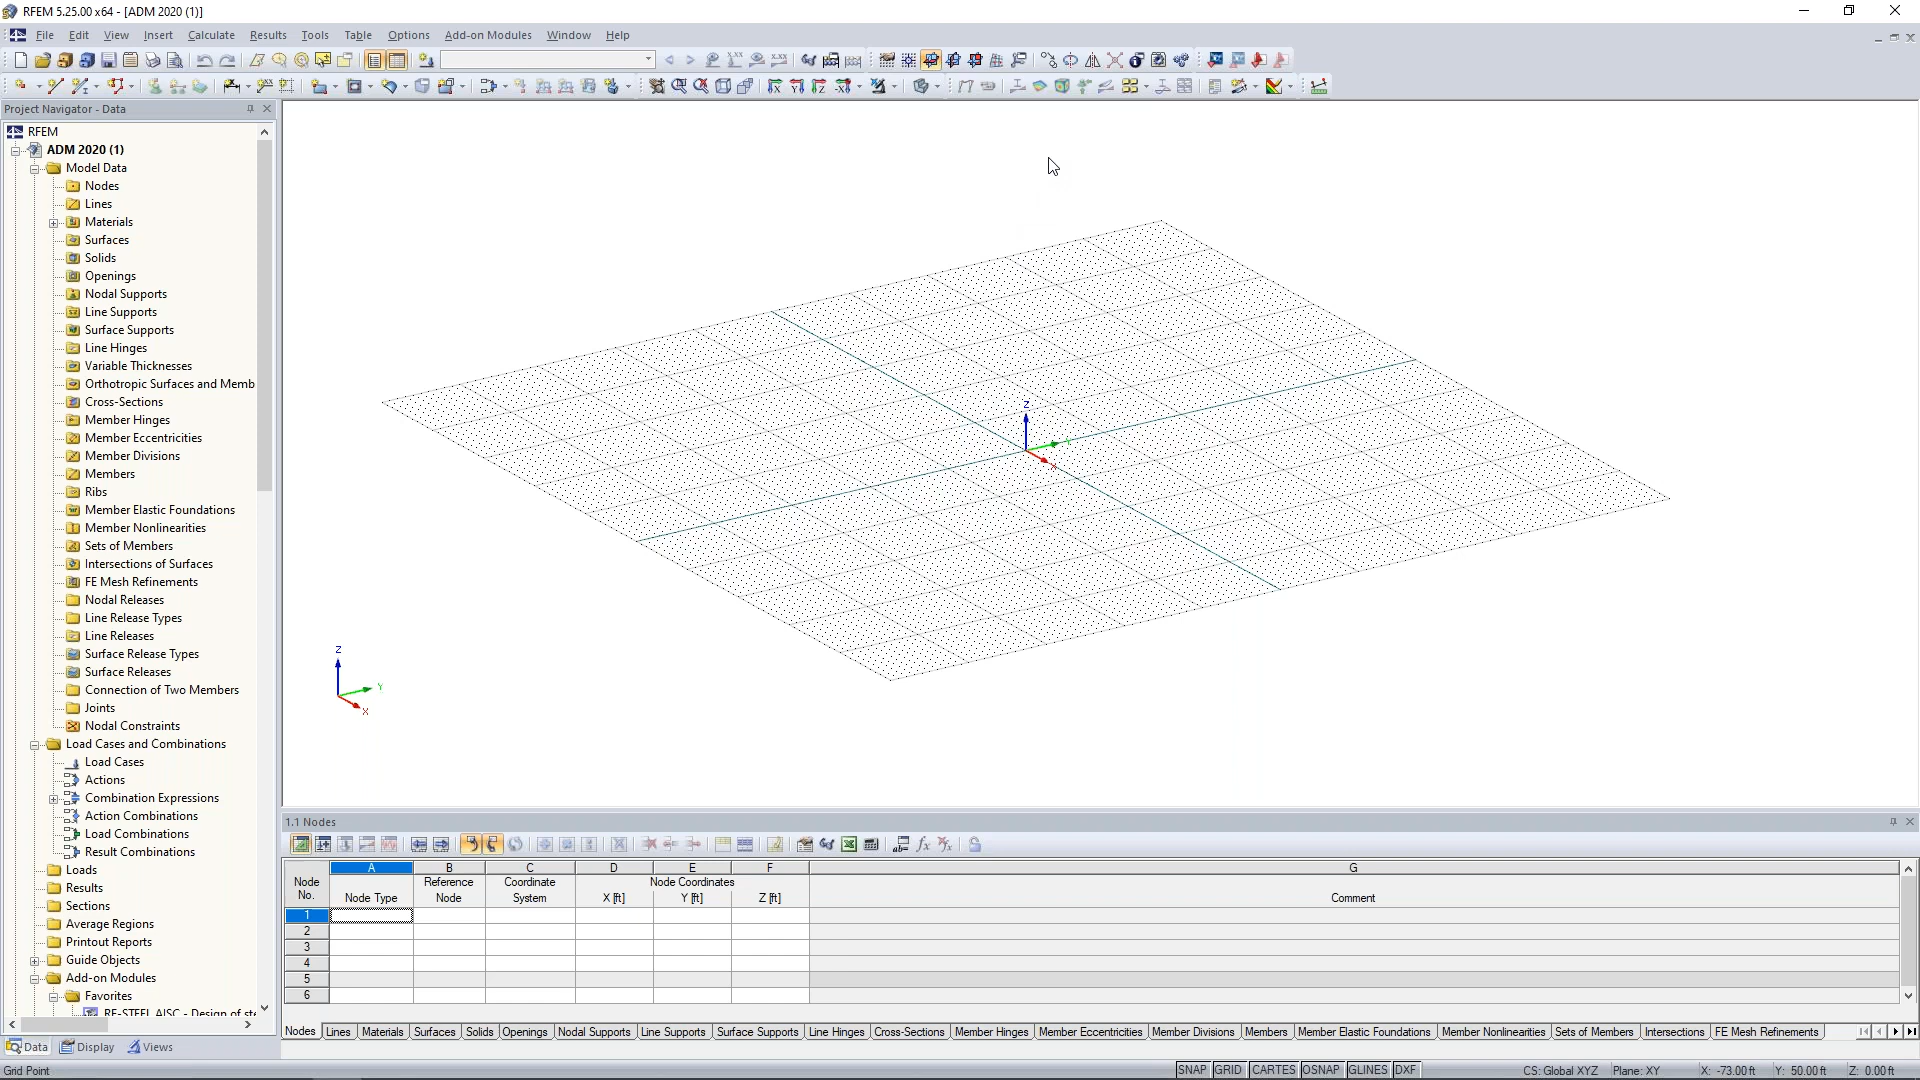 RFEM 5.25.00 x64 - [ADM 2020 (1)]
File Edit View Insert Calculate Results Tools Table Options Add-on Modules Window Help
Project Navigator - Data
RFEM
ADM 2020 (1)
Model Data
Nodes
Lines
Materials
Surfaces
Solids
Openings
Nodal Supports
Line Supports
Surface Supports
Line Hinges
Variable Thicknesses
Orthotropic Surfaces and Memb
Cross-Sections
Member Hinges
Member Eccentricities
Member Divisions
Members
Ribs
Member Elastic Foundations
Member Nonlinearities
Sets of Members
Intersections of Surfaces
FE Mesh Refinements
Nodal Releases
Line Release Types
Line Releases
Surface Release Types
Surface Releases
Connection of Two Members
Joints
Nodal Constraints
Load Cases and Combinations
Load Cases
Actions
Combination Expressions
Action Combinations
Load Combinations
Result Combinations
Loads
Results
Sections
Average Regions
Printout Reports
Guide Objects
Add-on Modules
Favorites
RF-STEEL AISC - Design of ste
Data Display Views
Z
Y
X
Z
Y
X
1.1 Nodes
A B C D E F G
Node Reference Coordinate Node Coordinates
No. Node Type Node System X [ft] Y [ft] Z [ft] Comment
1
2
3
4
5
6
Nodes Lines Materials Surfaces Solids Openings Nodal Supports Line Supports Surface Supports Line Hinges Cross-Sections Member Hinges Member Eccentricities Member Divisions Members Member Elastic Foundations Member Nonlinearities Sets of Members Intersections FE Mesh Refinements
Grid Point SNAP GRID CARTES OSNAP GLINES DXF CS: Global XYZ Plane: XY X: -73.00 ft Y: 50.00 ft Z: 0.00 ft